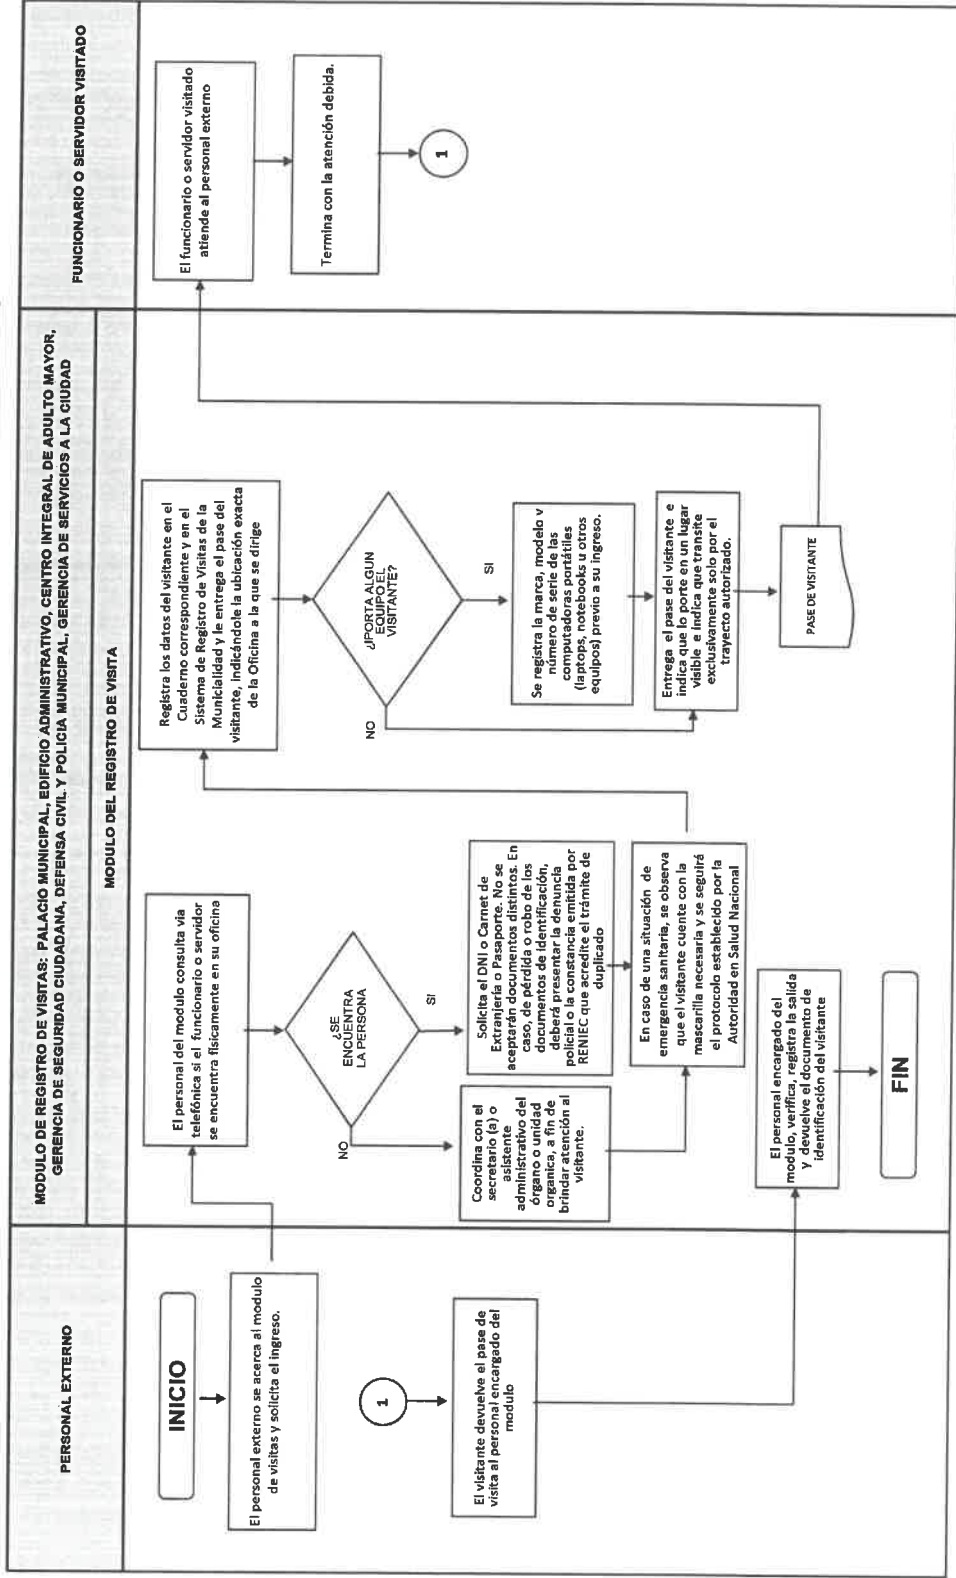 PERSONAL EXTERNO
MODULO DE REGISTRO DE VISITAS: PALACIO MUNICIPAL, EDIFICIO ADMINISTRATIVO, CENTRO INTEGRAL DE ADULTO MAYOR,
GERENCIA DE SEGURIDAD CIUDADANA, DEFENSA CIVIL Y POLICIA MUNICIPAL, GERENCIA DE SERVICIOS A LA CIUDAD
MODULO DEL REGISTRO DE VISITA
FUNCIONARIO O SERVIDOR VISITADO
INICIO
El personal externo se acerca al modulo
de visitas y solicita el ingreso.
1
El visitante devuelve el pase de
visita al personal encargado del
modulo
El personal del modulo consulta via
telefónica si el funcionario o servidor
se encuentra físicamente en su oficina
¿SE
ENCUENTRA
LA PERSONA
NO
SI
Coordina con el
secretario (a) o
asistente
administrativo del
órgano o unidad
organica, a fin de
brindar atención al
visitante.
Solicita el DNI o Carnet de
Extranjería o Pasaporte. No se
aceptarán documentos distintos. En
caso, de pérdida o robo de los
documentos de identificación,
deberá presentar la denuncia
policial o la constancia emitida por
RENIEC que acredite el trámite de
duplicado
En caso de una situación de
emergencia sanitaria, se observa
que el visitante cuente con la
mascarilla necesaria y se seguirá
el protocolo establecido por la
Autoridad en Salud Nacional
El personal encargado del
modulo, verifica, registra la salida
y devuelve el documento de
identificación del visitante
FIN
Registra los datos del visitante en el
Cuaderno correspondiente y en el
Sistema de Registro de Visitas de la
Municialidad y le entrega el pase del
visitante, indicándole la ubicación exacta
de la Oficina a la que se dirige
¿IPORTA ALGUN
EQUIPO EL
VISITANTE?
NO
SI
Se registra la marca, modelo y
número de serie de las
computadoras portátiles
(laptops, notebooks u otros
equipos) previo a su ingreso.
Entrega el pase del visitante e
indica que lo porte en un lugar
visible e indica que transite
exclusivamente solo por el
trayecto autorizado.
PASE DE VISITANTE
El funcionario o servidor visitado
atiende al personal externo
Termina con la atención debida.
1